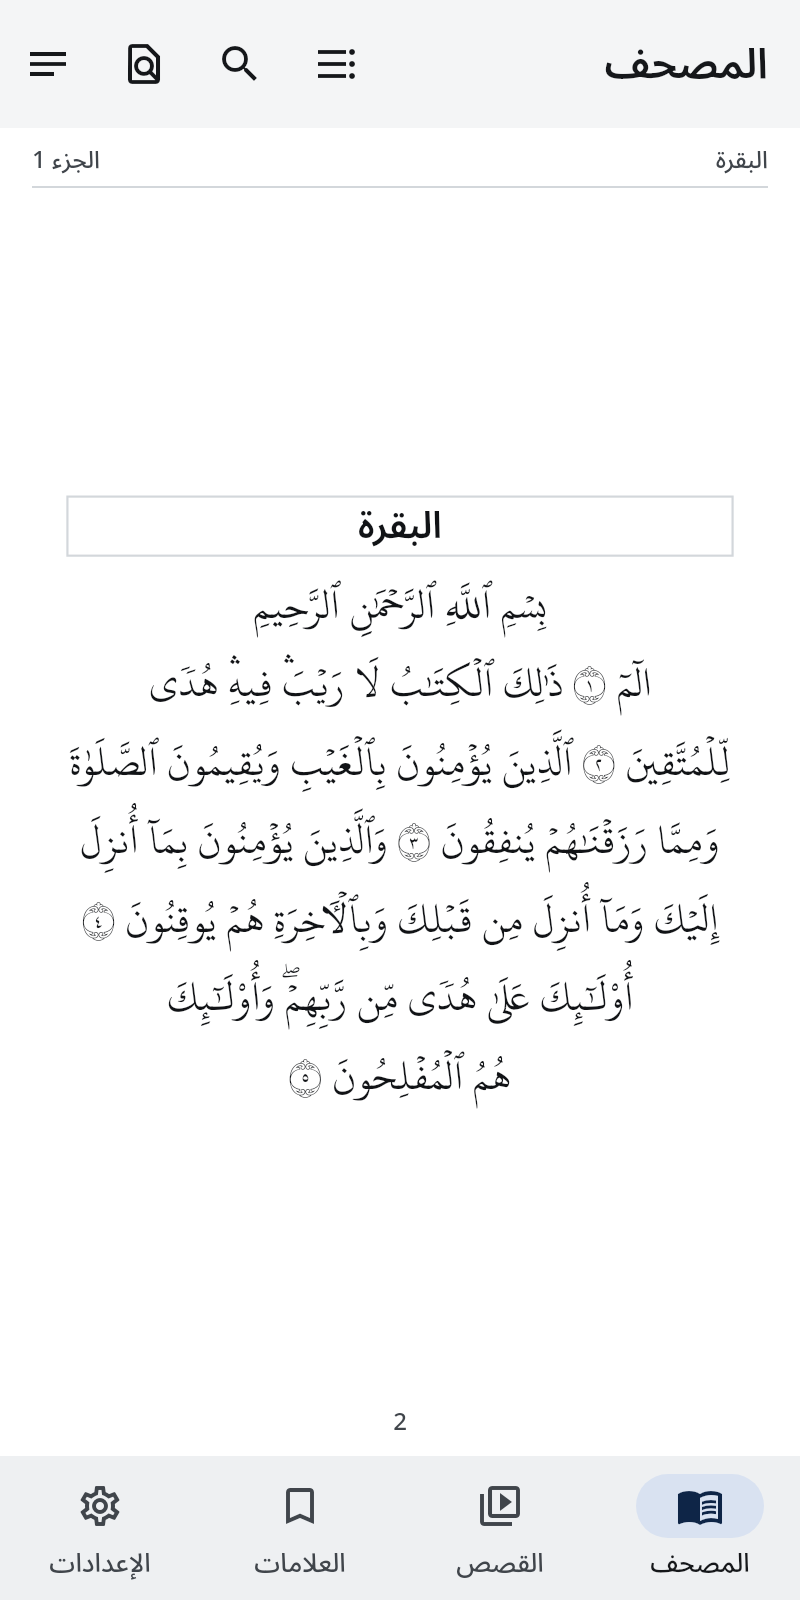 المصحف
البقرة
الجزء 1
البقرة
بِسۡمِ ٱللَّهِ ٱلرَّحۡمَٰنِ ٱلرَّحِيمِ
الٓمٓ ١ ذَٰلِكَ ٱلۡكِتَٰبُ لَا رَيۡبَۛ فِيهِۛ هُدٗى
لِّلۡمُتَّقِينَ ٢ ٱلَّذِينَ يُؤۡمِنُونَ بِٱلۡغَيۡبِ وَيُقِيمُونَ ٱلصَّلَوٰةَ
وَمِمَّا رَزَقۡنَٰهُمۡ يُنفِقُونَ ٣ وَٱلَّذِينَ يُؤۡمِنُونَ بِمَآ أُنزِلَ
إِلَيۡكَ وَمَآ أُنزِلَ مِن قَبۡلِكَ وَبِٱلۡأٓخِرَةِ هُمۡ يُوقِنُونَ ٤
أُوْلَٰٓئِكَ عَلَىٰ هُدٗى مِّن رَّبِّهِمۡۖ وَأُوْلَٰٓئِكَ
هُمُ ٱلۡمُفۡلِحُونَ ٥
2
المصحف
القصص
العلامات
الإعدادات